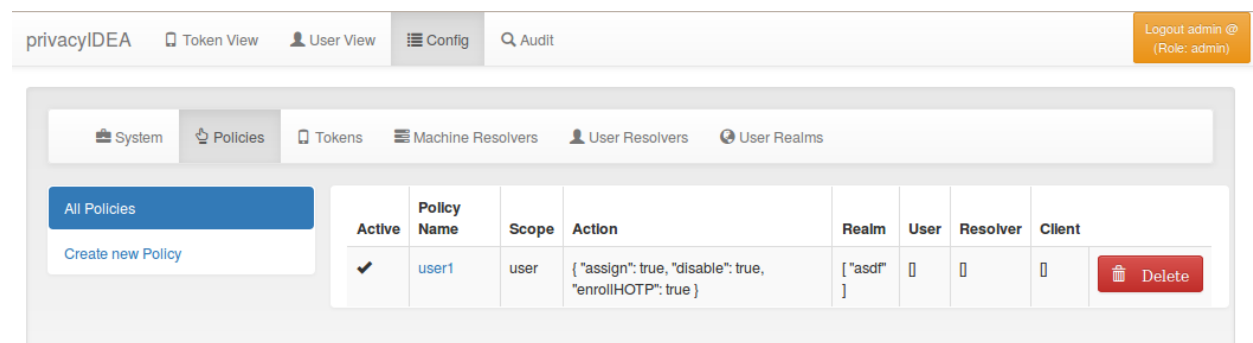 privacyIDEA Token View User View Config Audit Logout admin @
(Role: admin)
System Policies Tokens Machine Resolvers User Resolvers User Realms
All Policies
Create new Policy
Active Policy Name Scope Action Realm User Resolver Client
user1 user { "assign": true, "disable": true, [ "asdf" [] [] [] Delete
"enrollHOTP": true } ]